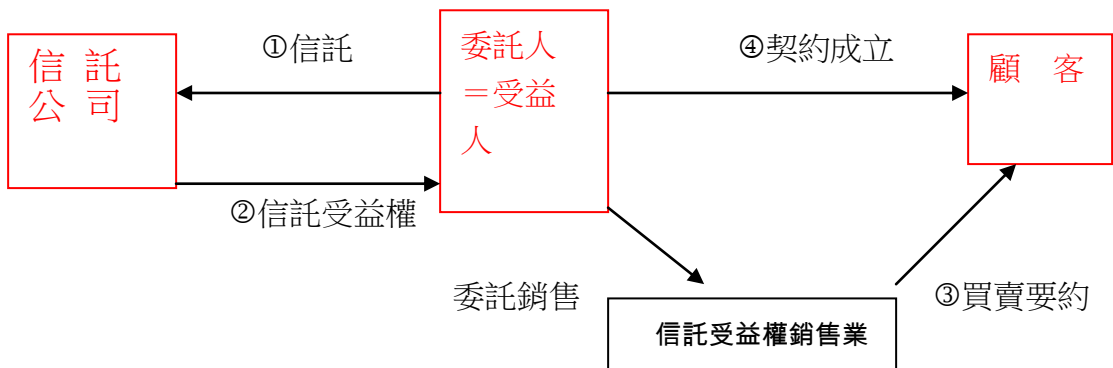 ①信託
委託人
＝受益
人
④契約成立
信 託
公 司
顧 客
②信託受益權
委託銷售
③買賣要約
信託受益權銷售業